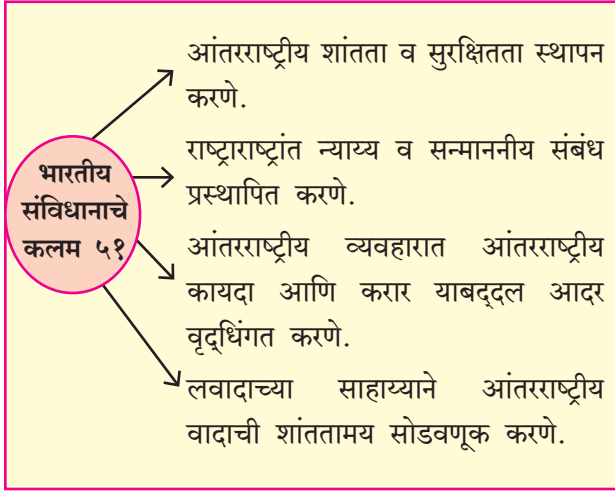 भारतीय
संविधानाचे
कलम ५१
आंतरराष्ट्रीय शांतता व सुरक्षितता स्थापन
करणे.
राष्ट्राराष्ट्रांत न्याय्य व सन्माननीय संबंध
प्रस्थापित करणे.
आंतरराष्ट्रीय व्यवहारात आंतरराष्ट्रीय
कायदा आणि करार याबद्दल आदर
वृद्धिंगत करणे.
लवादाच्या साहाय्याने आंतरराष्ट्रीय
वादाची शांततामय सोडवणूक करणे.